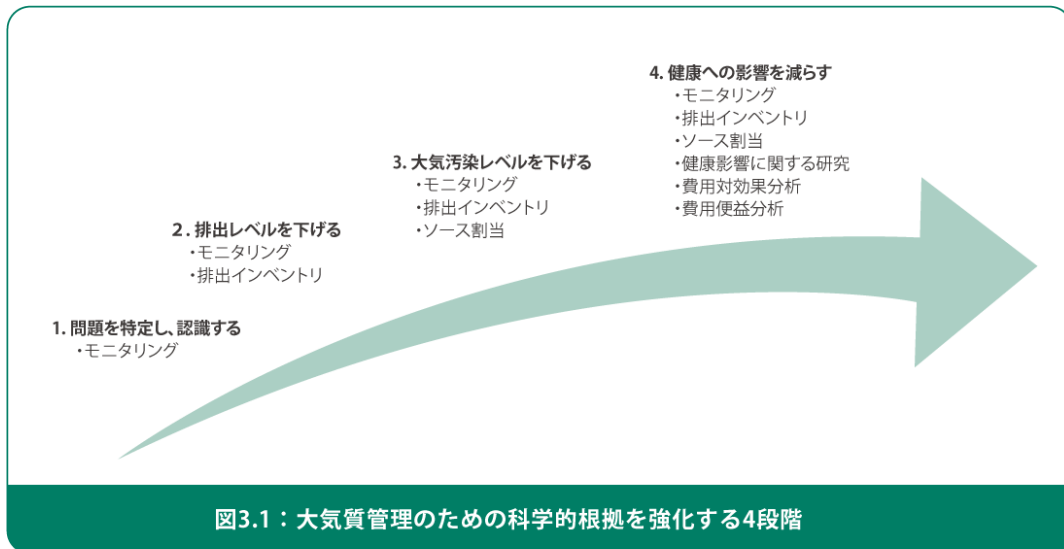 1. 問題を特定し、認識する
・モニタリング
2. 排出レベルを下げる
・モニタリング
・排出インベントリ
3. 大気汚染レベルを下げる
・モニタリング
・排出インベントリ
・ソース割当
4. 健康への影響を減らす
・モニタリング
・排出インベントリ
・ソース割当
・健康影響に関する研究
・費用対効果分析
・費用便益分析
図3.1：大気質管理のための科学的根拠を強化する4段階